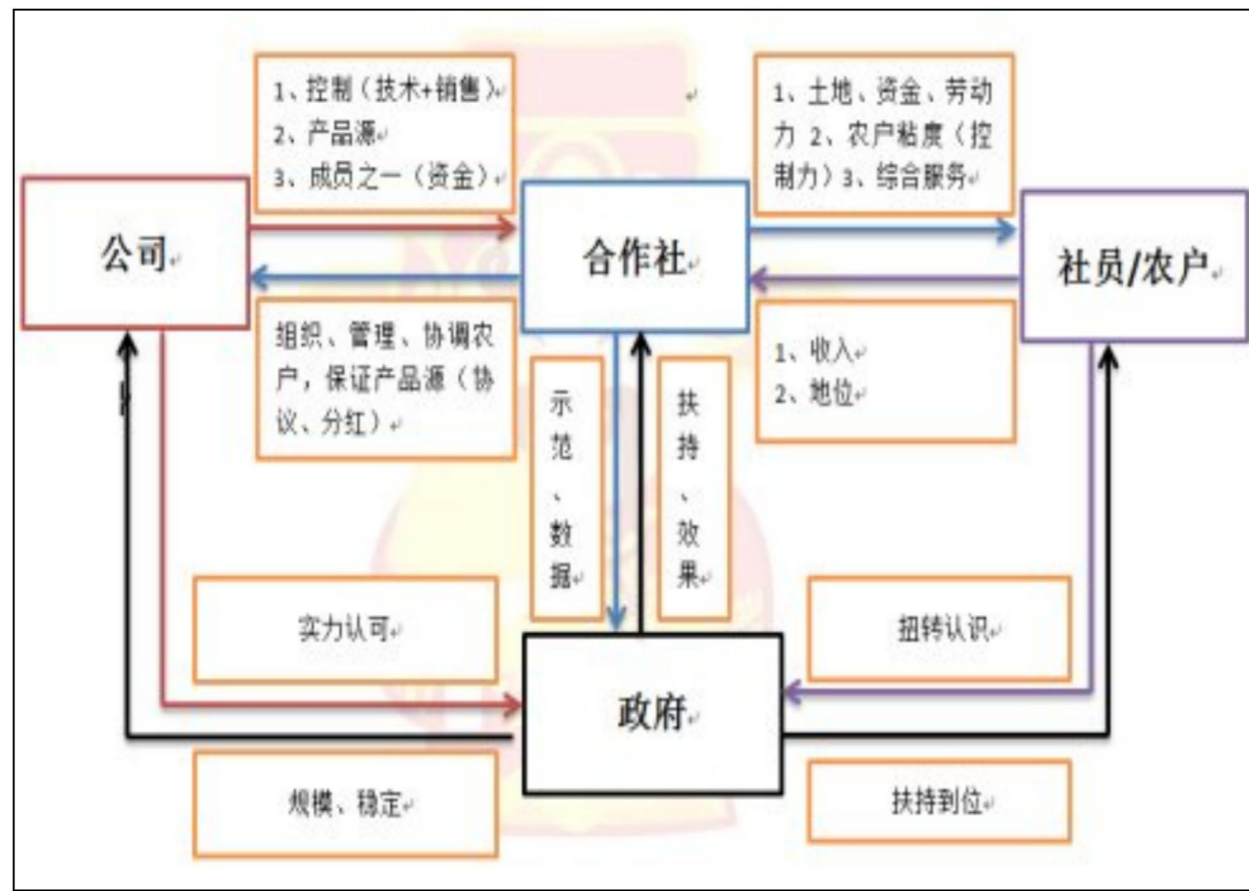 1、控制（技术+销售）
2、产品源
3、成员之一（资金）
1、土地、资金、劳动
力 2、农户粘度（控
制力）3、综合服务
公司
合作社
社员/农户
组织、管理、协调农
户，保证产品源（协
议、分红）
示范、数据
扶持、效果
1、收入
2、地位
实力认可
扭转认识
政府
规模、稳定
扶持到位